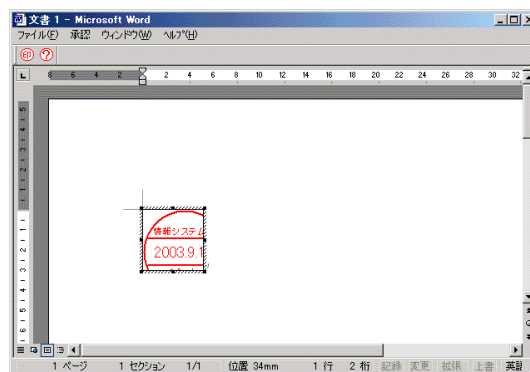 文書 1 - Microsoft Word
ファイル(F) 承認 ウィンドウ(W) ヘルプ(H)
印 ?
8 6 4 2 2 4 6 8 10 12 14 16 18 20 22 24 26 28 30 32
情報システム
2003.9.1
1 ページ 1 セクション 1/1 位置 34mm 1 行 2 桁 記録 変更 拡張 上書 英語